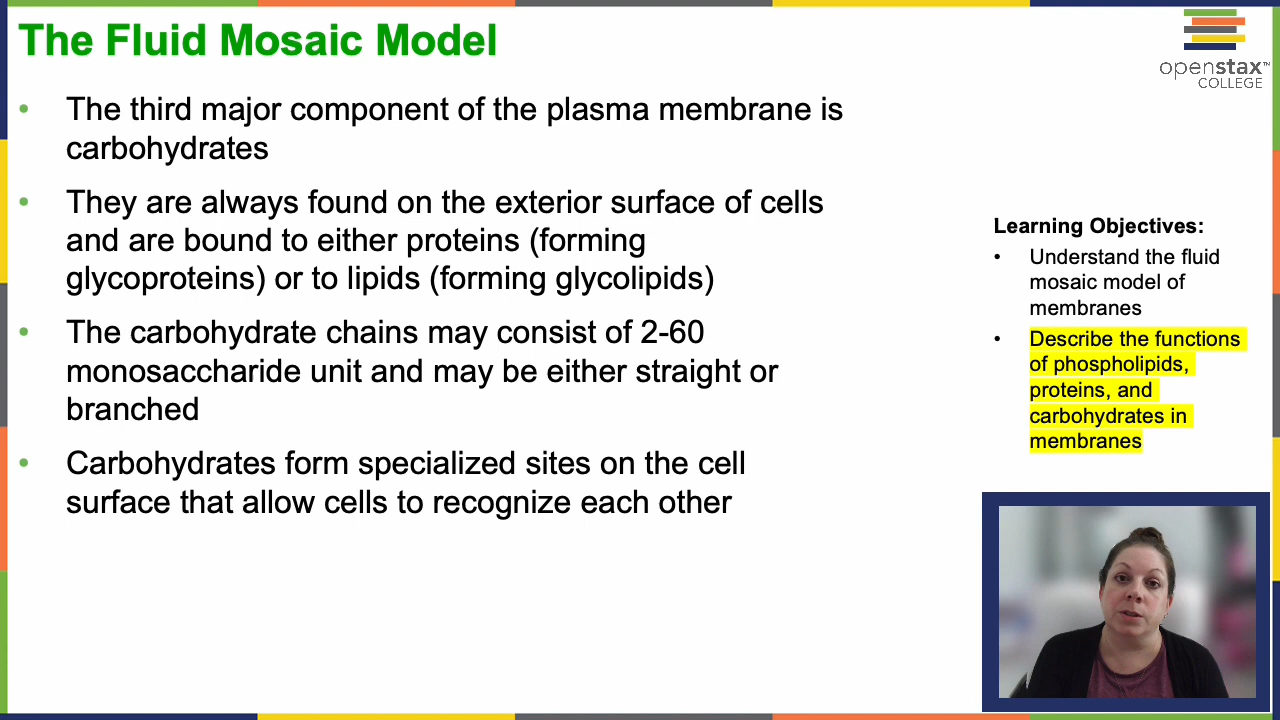 The Fluid Mosaic Model
openstax™
COLLEGE
• The third major component of the plasma membrane is
carbohydrates
• They are always found on the exterior surface of cells
and are bound to either proteins (forming
glycoproteins) or to lipids (forming glycolipids)
• The carbohydrate chains may consist of 2-60
monosaccharide unit and may be either straight or
branched
• Carbohydrates form specialized sites on the cell
surface that allow cells to recognize each other
Learning Objectives:
• Understand the fluid
mosaic model of
membranes
• Describe the functions
of phospholipids,
proteins, and
carbohydrates in
membranes